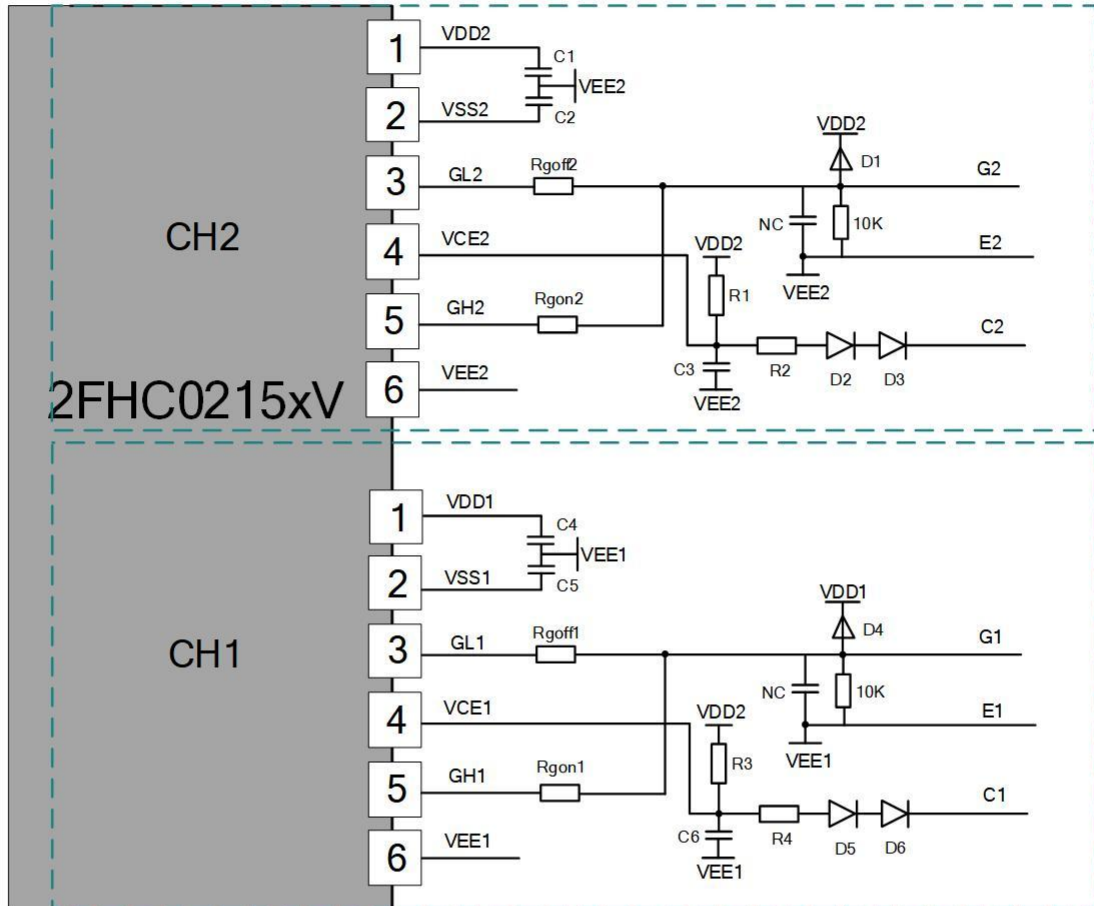 1
VDD2
C1
VEE2
2
VSS2
C2
VDD2
D1
3
GL2
Rgoff2
G2
CH2
NC
10K
4
VCE2
VDD2
E2
VEE2
R1
5
GH2
Rgon2
C2
C3
R2
D2
D3
6
VEE2
VEE2
2FHC0215xV
1
VDD1
C4
VEE1
2
VSS1
C5
VDD1
D4
3
GL1
Rgoff1
G1
CH1
NC
10K
4
VCE1
VDD2
E1
VEE1
R3
5
GH1
Rgon1
C1
C6
R4
D5
D6
6
VEE1
VEE1